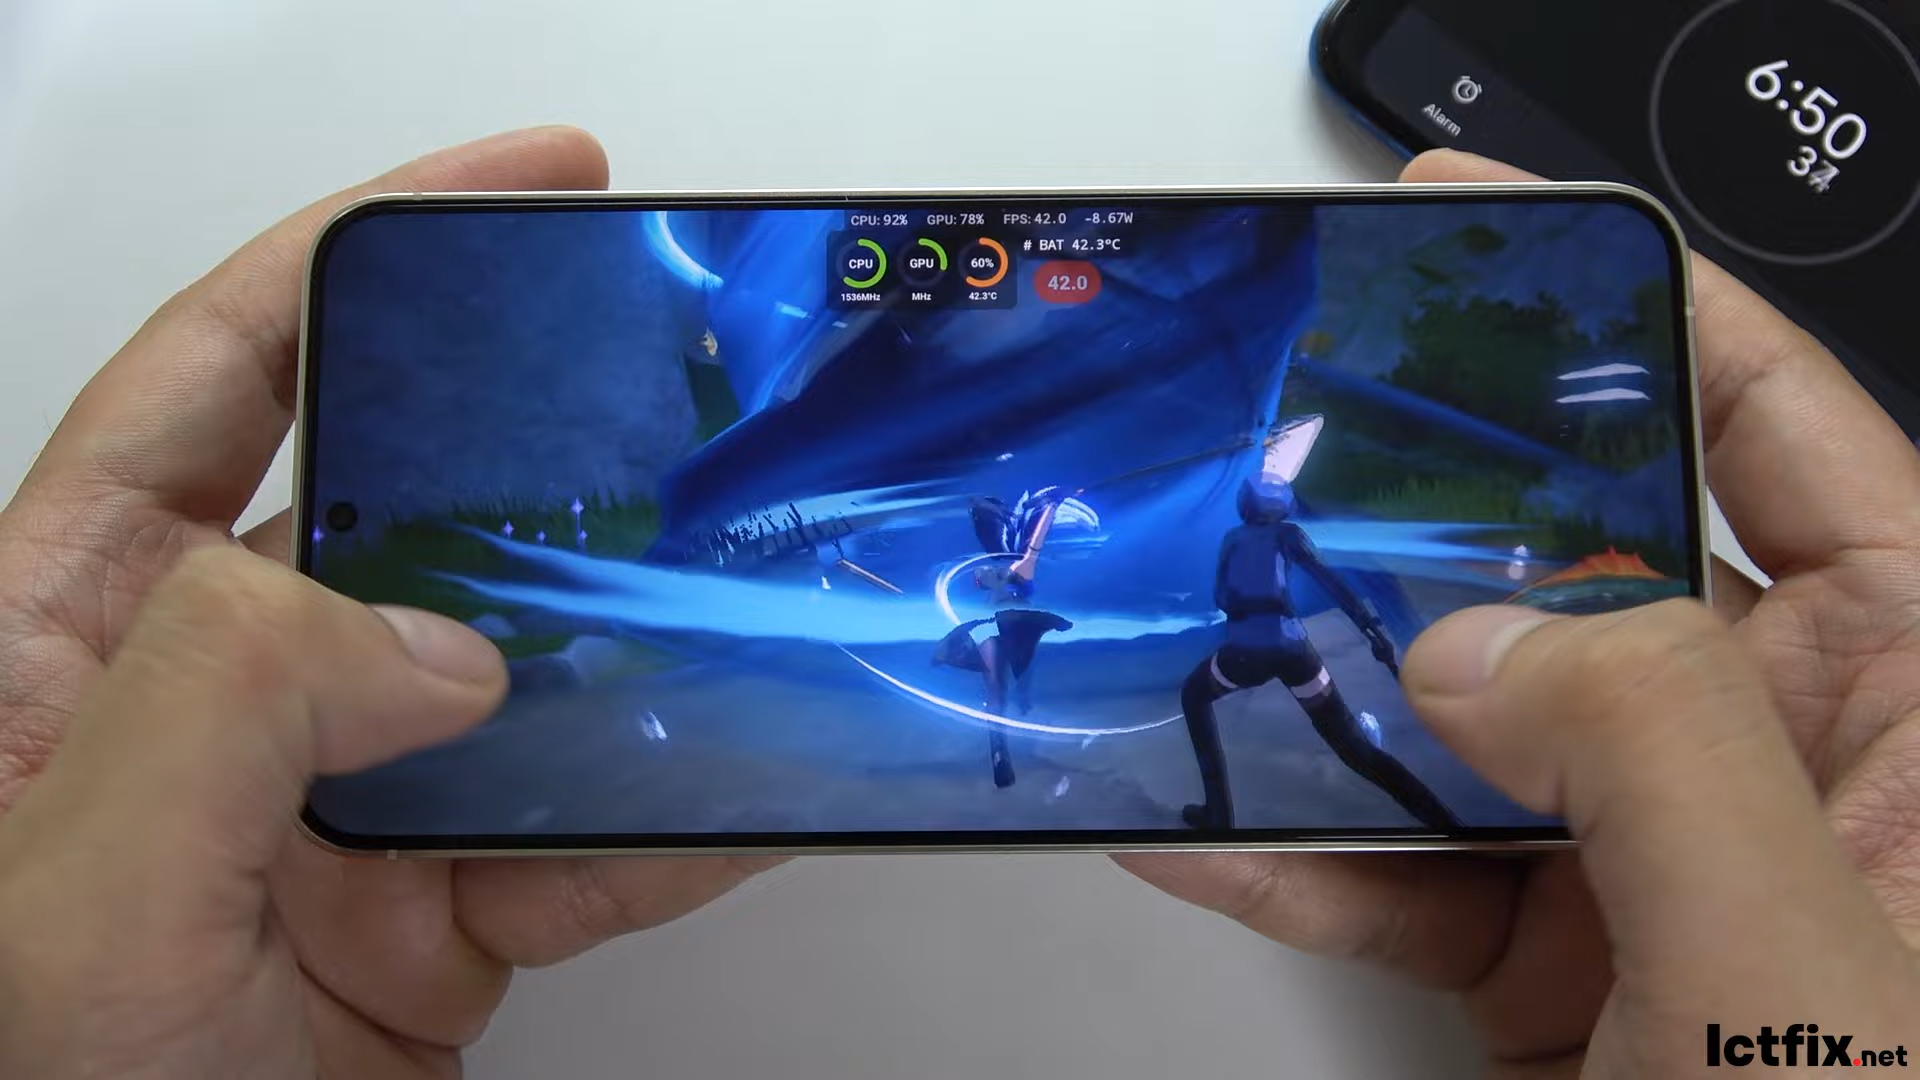 6:50
37
Alarm
CPU: 92% GPU: 78% FPS: 42.0 -8.67W
# BAT 42.3°C
CPU GPU 60%
42.0
1536MHz MHz 42.3°C
Ictfix.net